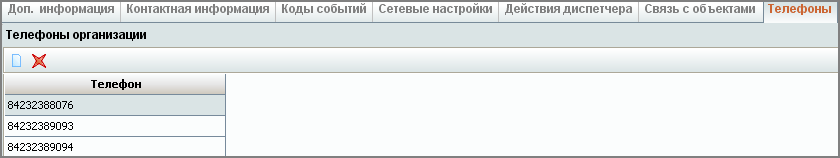 Доп. информация Контактная информация Коды событий Сетевые настройки Действия диспетчера Связь с объектами Телефоны
Телефоны организации
Телефон
84232388076
84232389093
84232389094